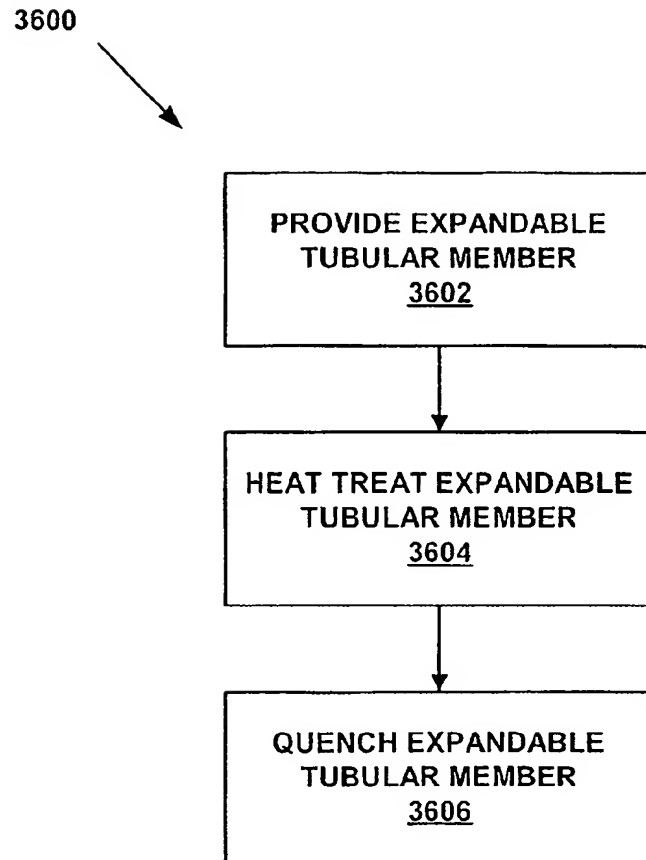 3600
PROVIDE EXPANDABLE
TUBULAR MEMBER
3602
HEAT TREAT EXPANDABLE
TUBULAR MEMBER
3604
QUENCH EXPANDABLE
TUBULAR MEMBER
3606